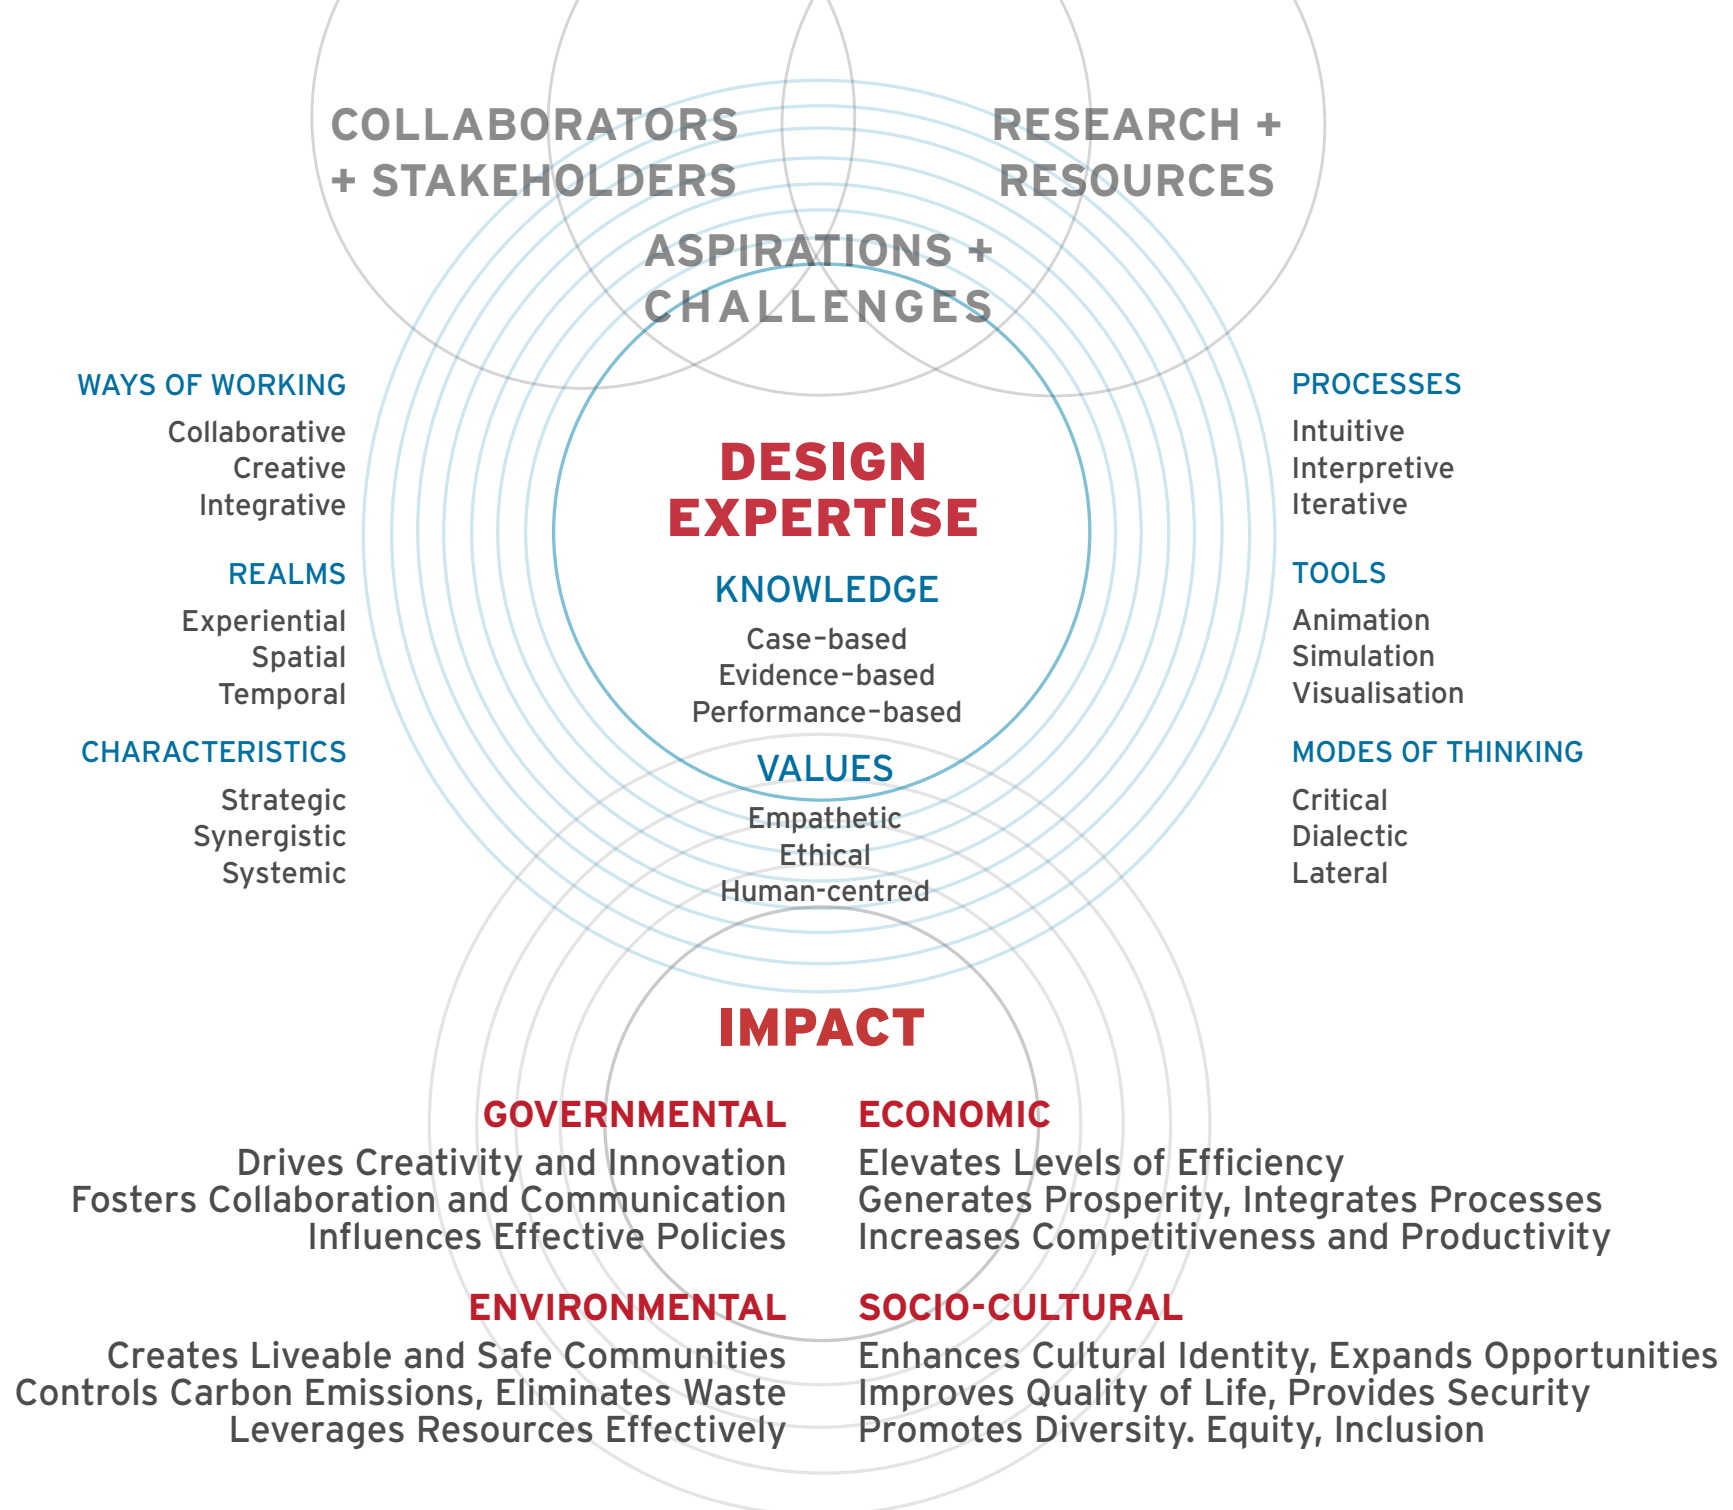 COLLABORATORS
+ STAKEHOLDERS
RESEARCH +
RESOURCES
ASPIRATIONS +
CHALLENGES
WAYS OF WORKING
Collaborative
Creative
Integrative
REALMS
Experiential
Spatial
Temporal
CHARACTERISTICS
Strategic
Synergistic
Systemic
DESIGN
EXPERTISE
KNOWLEDGE
Case-based
Evidence-based
Performance-based
VALUES
Empathetic
Ethical
Human-centred
PROCESSES
Intuitive
Interpretive
Iterative
TOOLS
Animation
Simulation
Visualisation
MODES OF THINKING
Critical
Dialectic
Lateral
IMPACT
GOVERNMENTAL
Drives Creativity and Innovation
Fosters Collaboration and Communication
Influences Effective Policies
ECONOMIC
Elevates Levels of Efficiency
Generates Prosperity, Integrates Processes
Increases Competitiveness and Productivity
ENVIRONMENTAL
Creates Liveable and Safe Communities
Controls Carbon Emissions, Eliminates Waste
Leverages Resources Effectively
SOCIO-CULTURAL
Enhances Cultural Identity, Expands Opportunities
Improves Quality of Life, Provides Security
Promotes Diversity. Equity, Inclusion